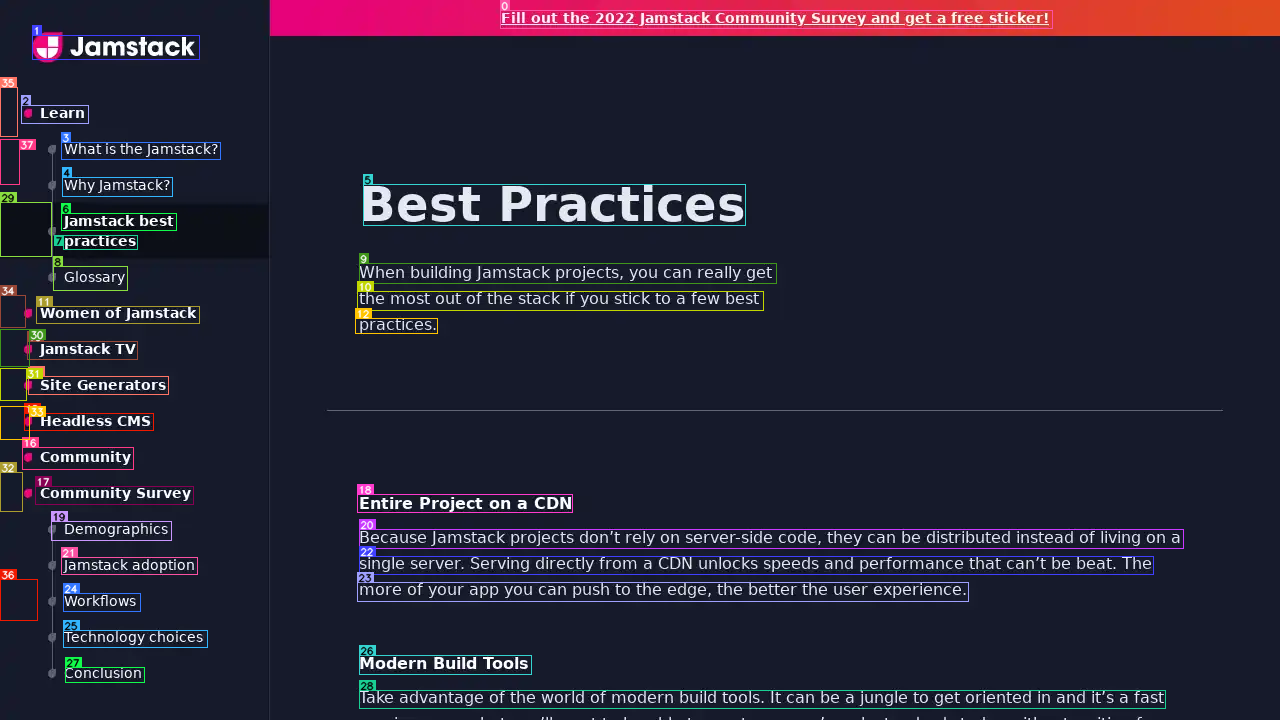 Fill out the 2022 Jamstack Community Survey and get a free sticker!
Jamstack
Learn
What is the Jamstack?
Why Jamstack?
Jamstack best
practices
Glossary
Women of Jamstack
Jamstack TV
Site Generators
Headless CMS
Community
Community Survey
Demographics
Jamstack adoption
Workflows
Technology choices
Conclusion
Best Practices
When building Jamstack projects, you can really get
the most out of the stack if you stick to a few best
practices.
Entire Project on a CDN
Because Jamstack projects don’t rely on server-side code, they can be distributed instead of living on a
single server. Serving directly from a CDN unlocks speeds and performance that can’t be beat. The
more of your app you can push to the edge, the better the user experience.
Modern Build Tools
Take advantage of the world of modern build tools. It can be a jungle to get oriented in and it’s a fast